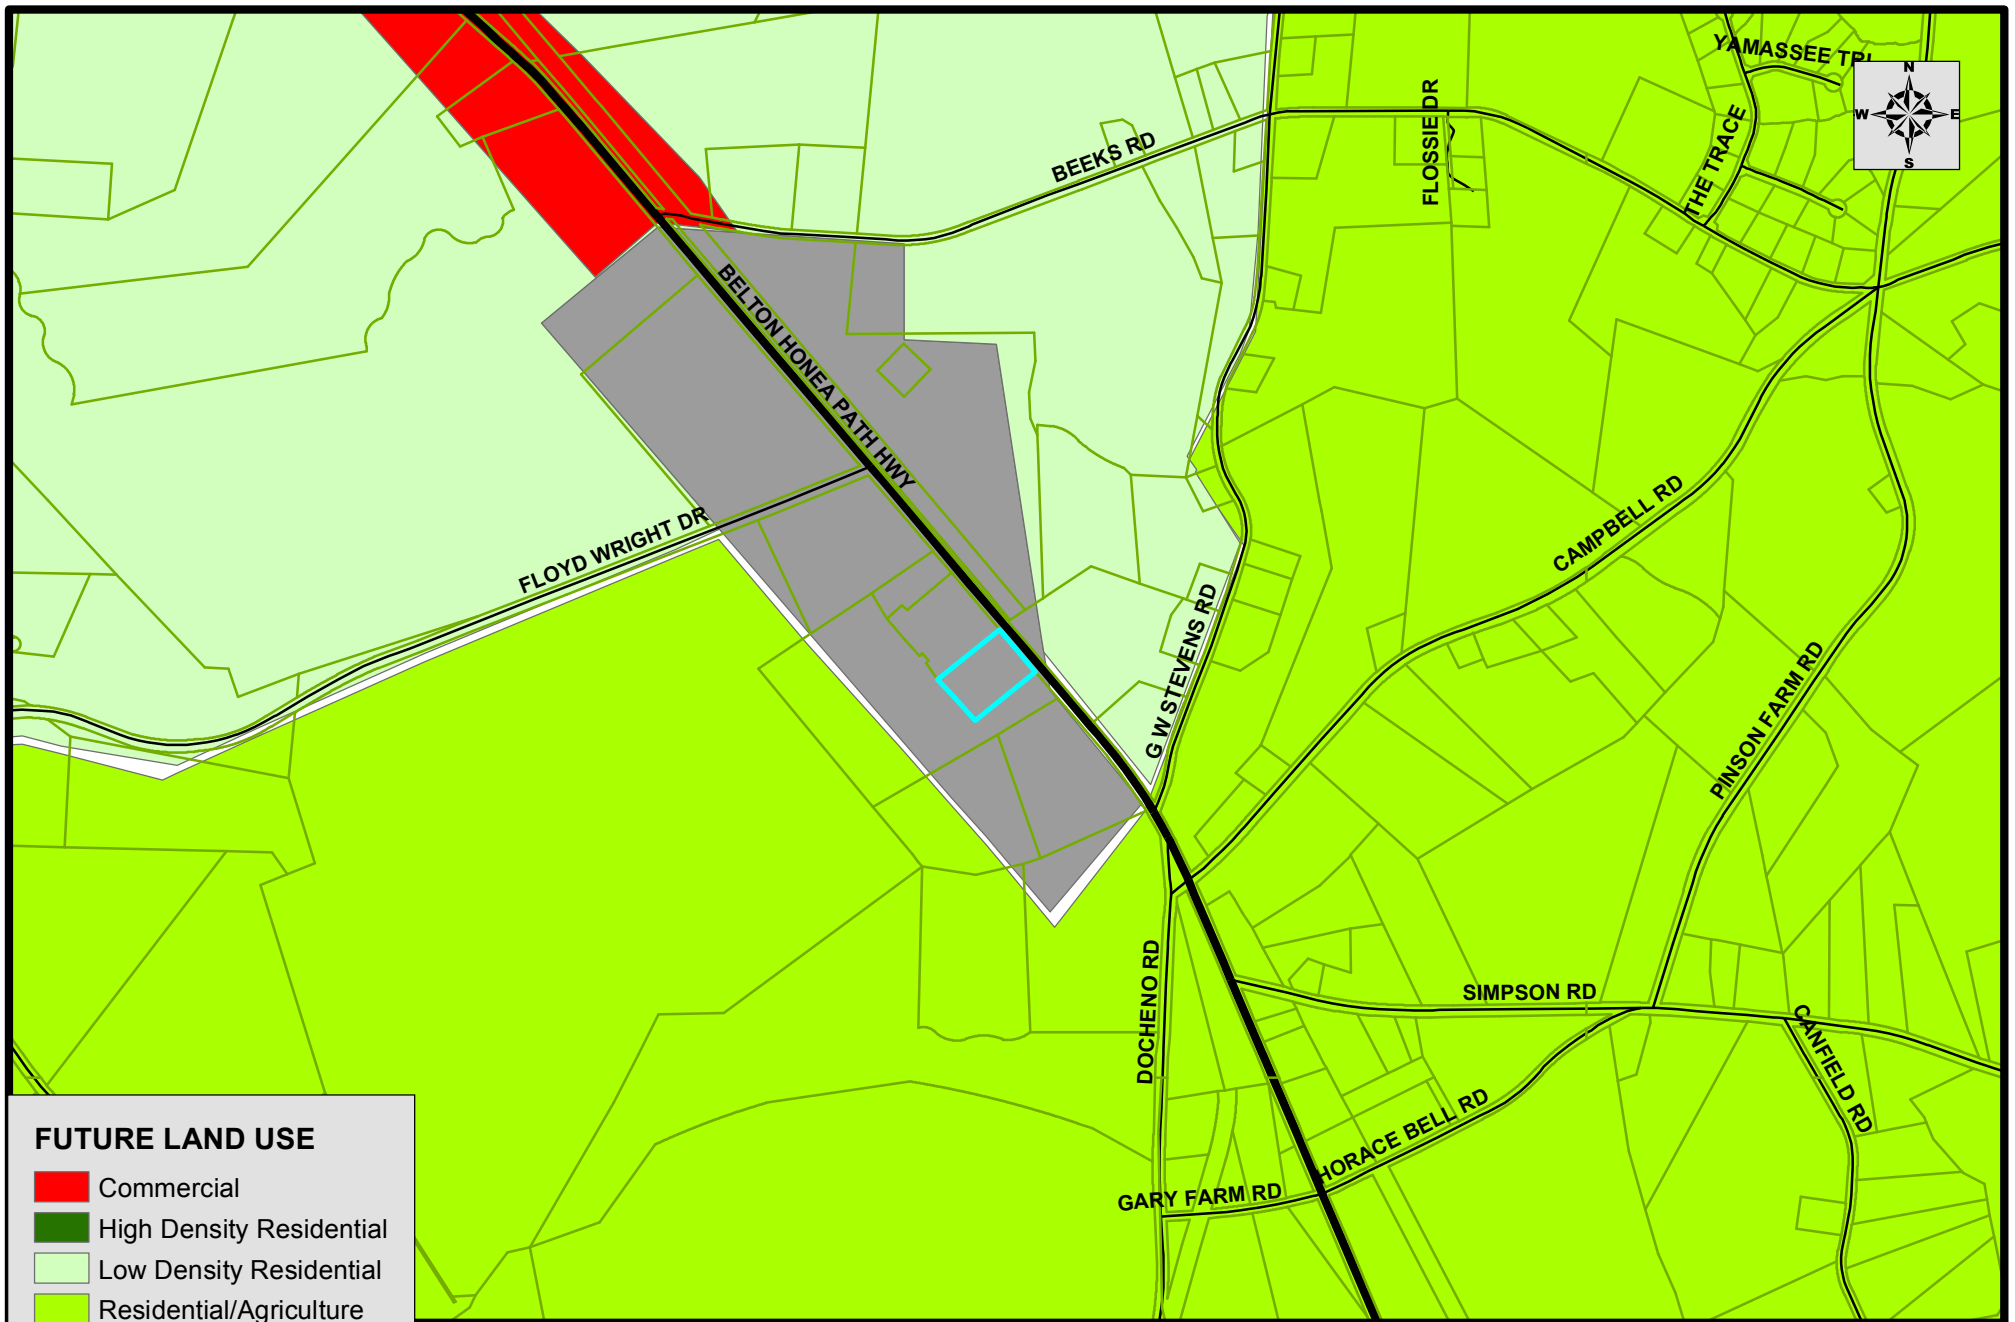 YAMASSEE TRL
N
W E
S
FLOSSIE DR
THE TRACE
BEEKS RD
BELTON HONEA PATH HWY
CAMPBELL RD
FLOYD WRIGHT DR
G W STEVENS RD
PINSON FARM RD
DOCHENO RD
SIMPSON RD
CANFIELD RD
HORACE BELL RD
GARY FARM RD
FUTURE LAND USE
Commercial
High Density Residential
Low Density Residential
Residential/Agriculture